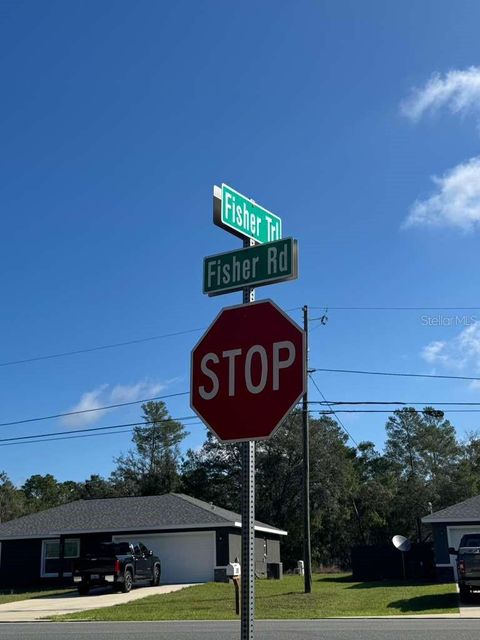 Fisher Trl
Fisher Rd
STOP
Stellar MLS